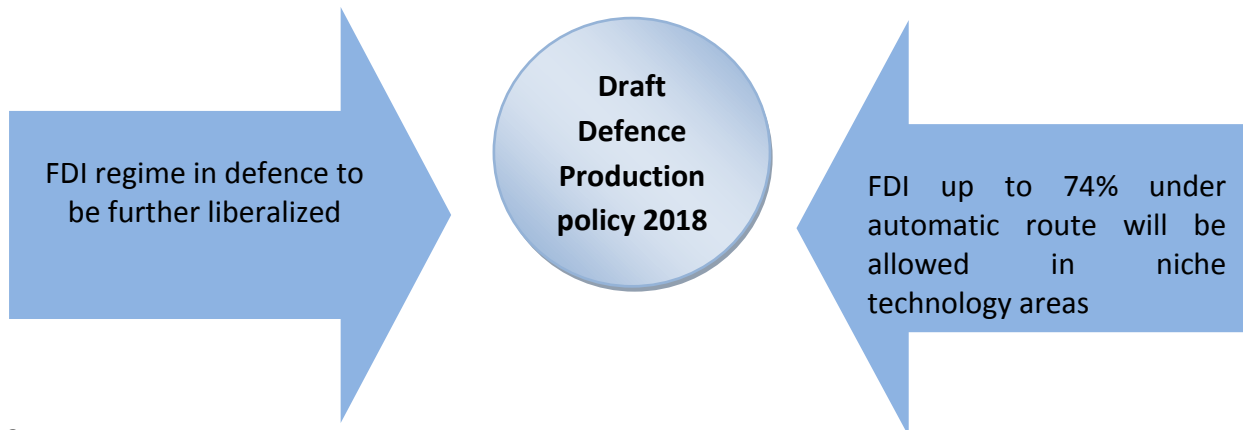 FDI regime in defence to
be further liberalized
Draft
Defence
Production
policy 2018
FDI up to 74% under
automatic route will be
allowed in niche
technology areas